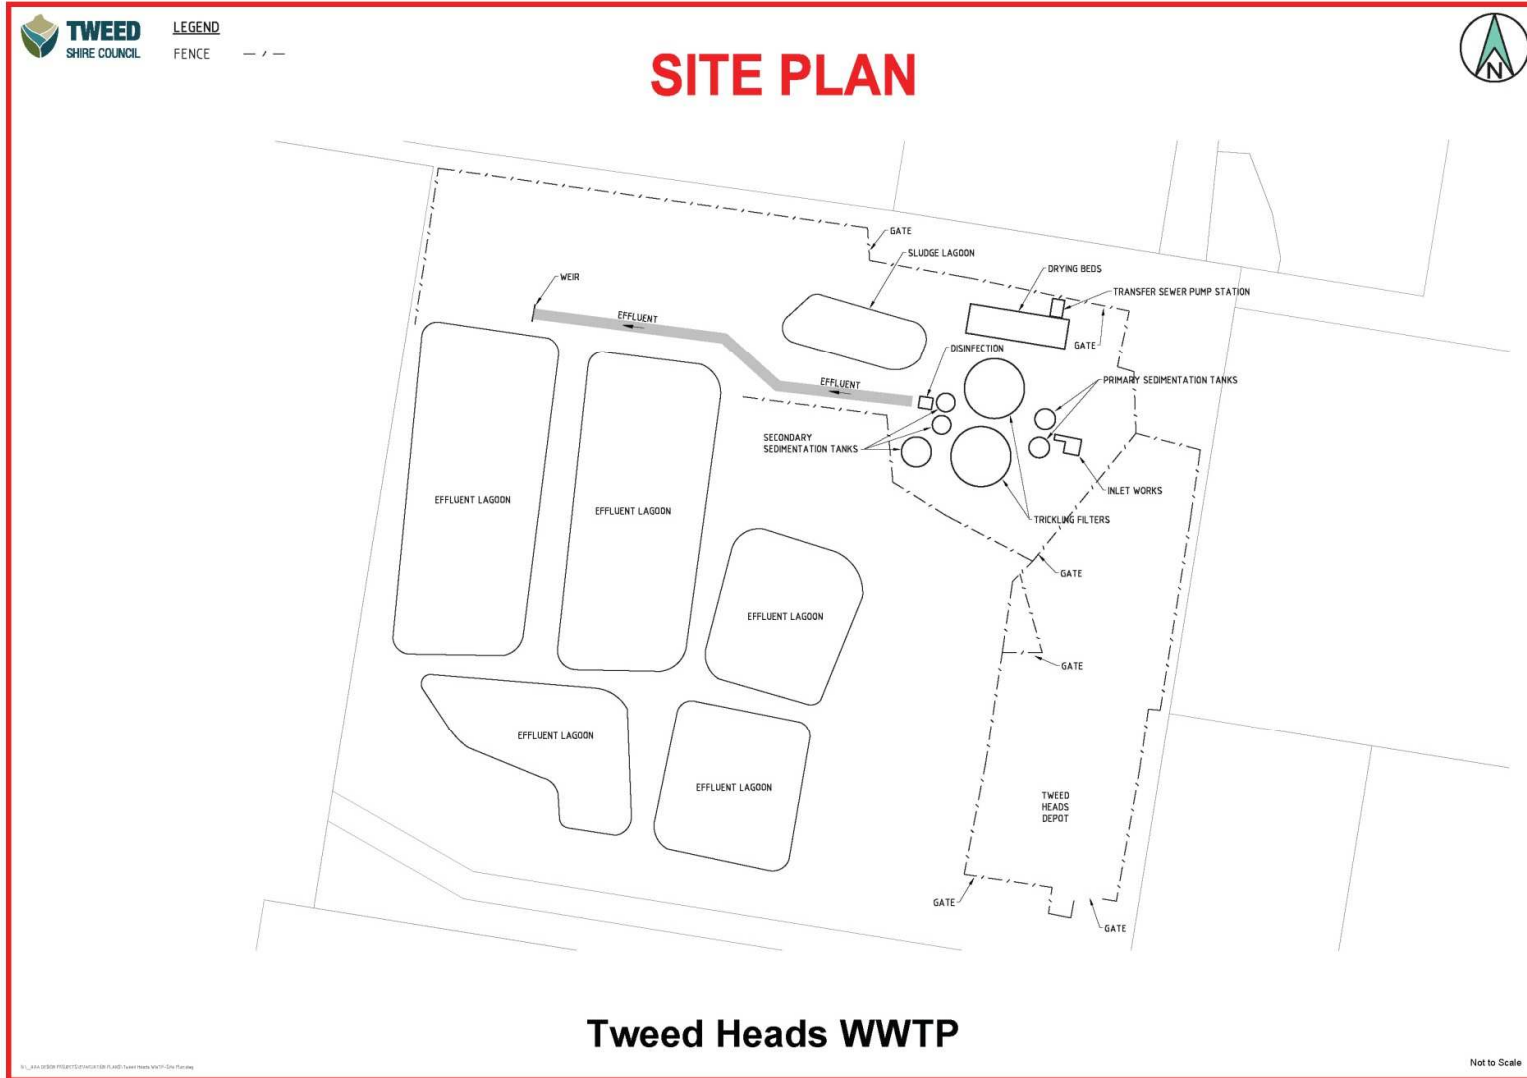 TWEED
SHIRE COUNCIL
LEGEND
FENCE
SITE PLAN
N
GATE
SLUDGE LAGOON
DRYING BEDS
WEIR
TRANSFER SEWER PUMP STATION
EFFLUENT
GATE
DISINFECTION
EFFLUENT
PRIMARY SEDIMENTATION TANKS
SECONDARY
SEDIMENTATION TANKS
INLET WORKS
EFFLUENT LAGOON
EFFLUENT LAGOON
TRICKLING FILTERS
GATE
EFFLUENT LAGOON
GATE
EFFLUENT LAGOON
EFFLUENT LAGOON
TWEED
HEADS
DEPOT
GATE
GATE
Tweed Heads WWTP
Not to Scale